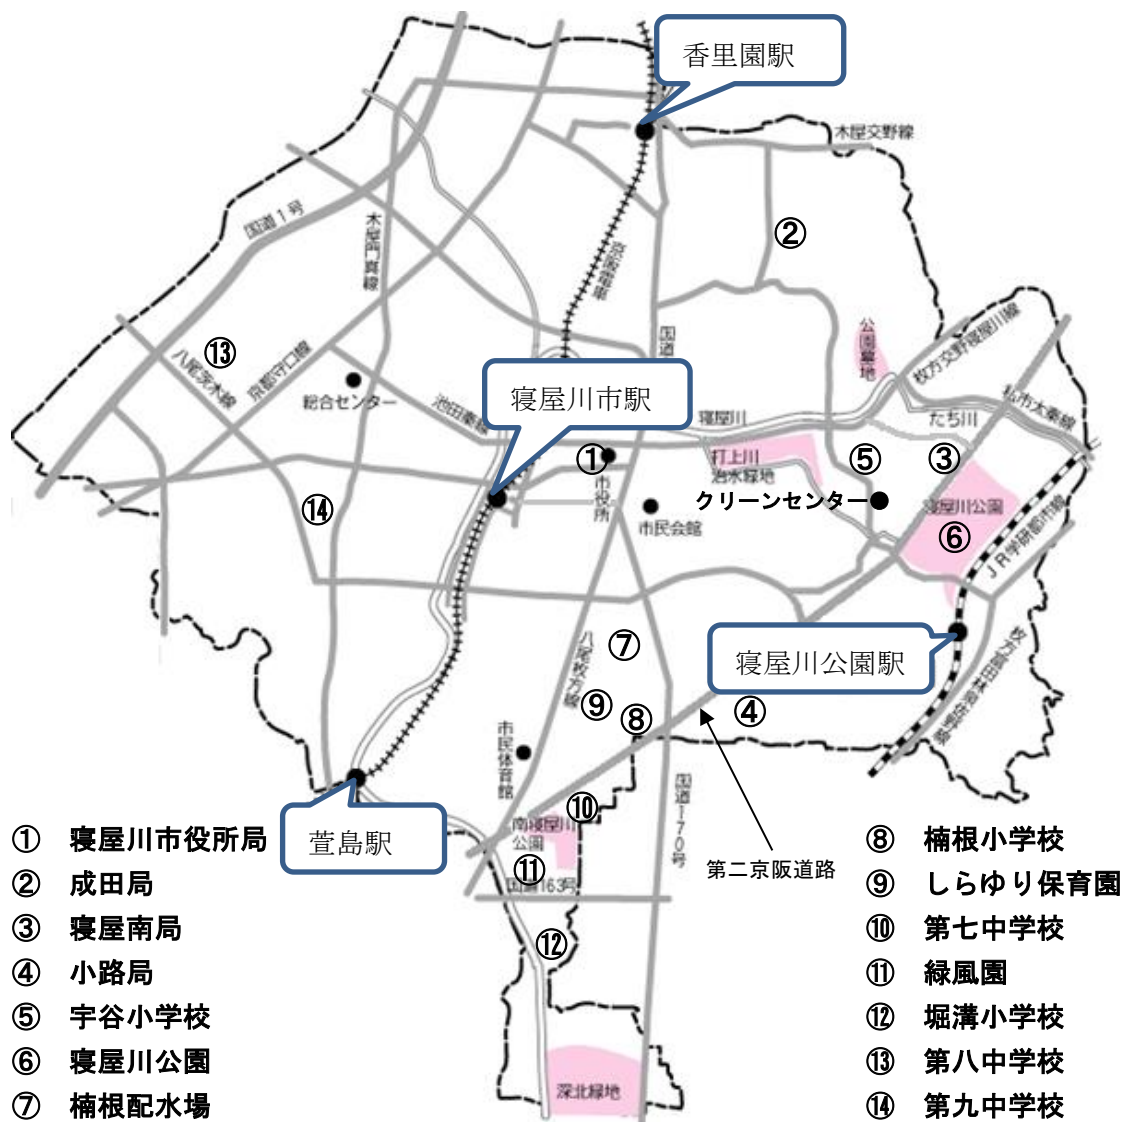 香里園駅
木屋交野線
②
国道1号
木屋門真線
京阪電車
公園墓地
国道
⑬
八尾茨木線
京都守口線
枚方交野寝屋川線
私市太秦線
総合センター
池田秦線
寝屋川市駅
寝屋川
たち川
①
市役所
打上川
治水緑地
⑤
③
クリーンセンター
⑭
市民会館
寝屋川公園
⑥
JR学研都市線
⑦
八尾枚方線
寝屋川公園駅
枚方富田林泉佐野線
⑨
⑧
④
市民体育館
⑩
国道170号
南寝屋川
公園
萱島駅
第二京阪道路
⑪
国道163号
⑫
深北緑地
① 寝屋川市役所局
② 成田局
③ 寝屋南局
④ 小路局
⑤ 宇谷小学校
⑥ 寝屋川公園
⑦ 楠根配水場
⑧ 楠根小学校
⑨ しらゆり保育園
⑩ 第七中学校
⑪ 緑風園
⑫ 堀溝小学校
⑬ 第八中学校
⑭ 第九中学校